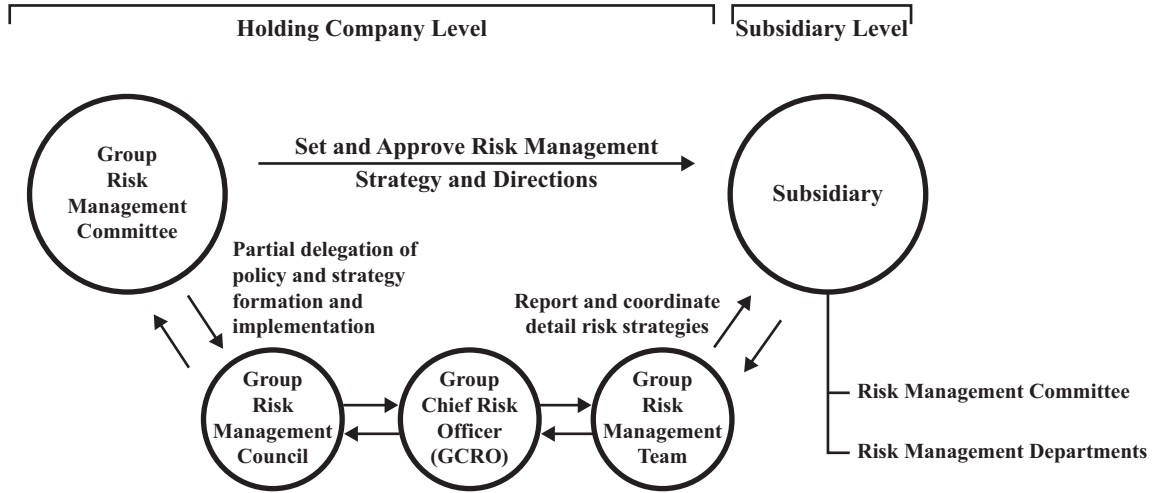 Holding Company Level
Subsidiary Level
Group
Risk
Management
Committee
Set and Approve Risk Management
Strategy and Directions
Subsidiary
Partial delegation of
policy and strategy
formation and
implementation
Report and coordinate
detail risk strategies
Group
Risk
Management
Council
Group
Chief Risk
Officer
(GCRO)
Group
Risk
Management
Team
Risk Management Committee
Risk Management Departments